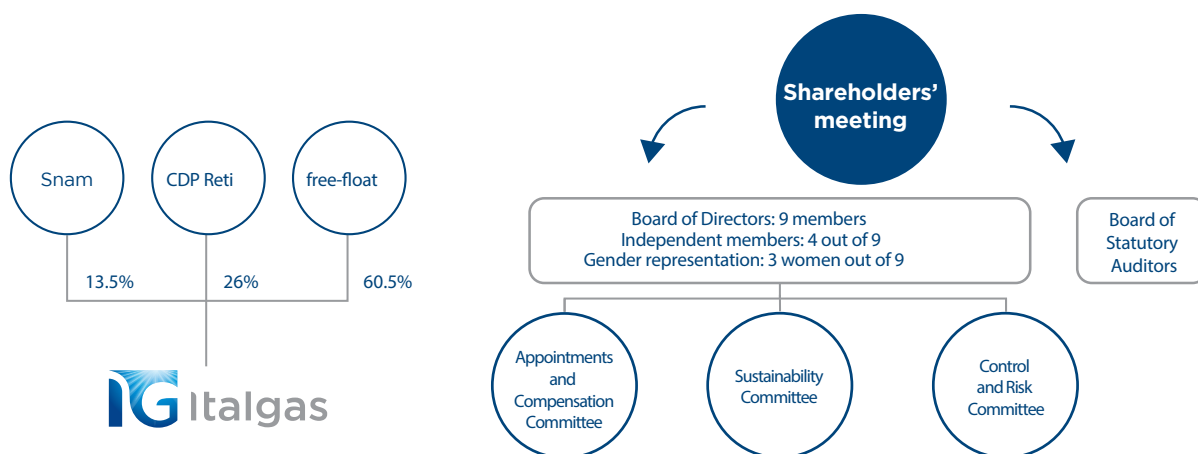 Snam
CDP Reti
free-float
13.5%
26%
60.5%
IG Italgas
Shareholders'
meeting
Board of Directors: 9 members
Independent members: 4 out of 9
Gender representation: 3 women out of 9
Board of
Statutory
Auditors
Appointments
and
Compensation
Committee
Sustainability
Committee
Control
and Risk
Committee